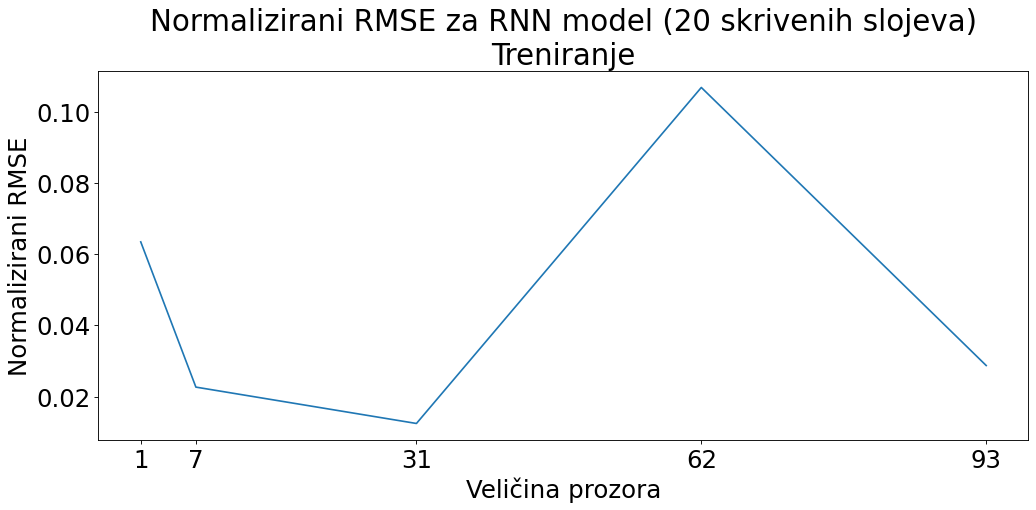 Normalizirani RMSE za RNN model (20 skrivenih slojeva)
Treniranje
Normalizirani RMSE
0.10
0.08
0.06
0.04
0.02
1 7 31 62 93
Veličina prozora